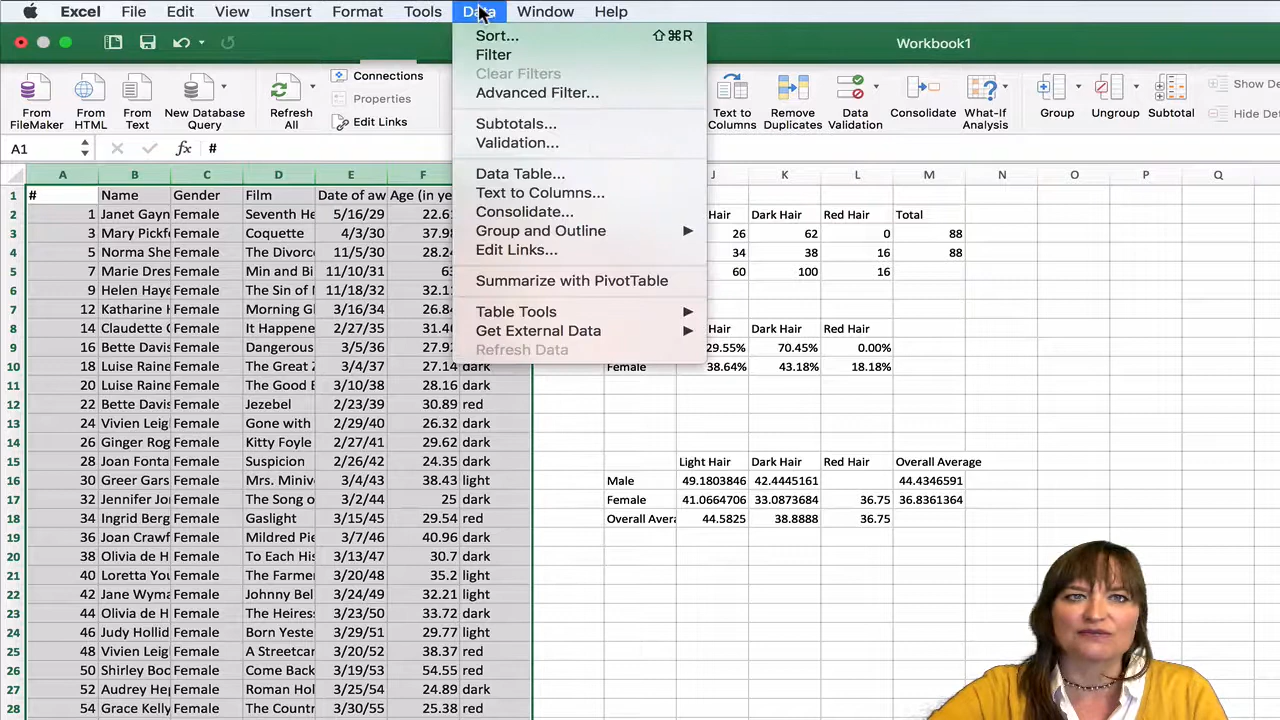 Excel File Edit View Insert Format Tools Data Window Help
Workbook1
Sort... ⇧⌘R
Filter
Clear Filters
Advanced Filter...
Subtotals...
Validation...
Data Table...
Text to Columns...
Consolidate...
Group and Outline
Edit Links...
Summarize with PivotTable
Table Tools
Get External Data
Refresh Data
From FileMaker
From HTML
From Text
New Database Query
Refresh All
Connections
Properties
Edit Links
Text to Columns
Remove Duplicates
Data Validation
Consolidate
What-If Analysis
Group
Ungroup
Subtotal
Show De
Hide De
A1 fx #
A B C D E F J K L M N O P Q
1 # Name Gender Film Date of aw Age (in ye
2 1 Janet Gayn Female Seventh He 5/16/29 22.6 Hair Dark Hair Red Hair Total
3 3 Mary Pickf Female Coquette 4/3/30 37.98 26 62 0 88
4 5 Norma She Female The Divorc 11/5/30 28.24 34 38 16 88
5 7 Marie Dres Female Min and Bi 11/10/31 63 60 100 16
6 9 Helen Haye Female The Sin of 11/18/32 32.1
7 12 Katharine Female Morning G 3/16/34 26.84
8 14 Claudette Female It Happene 2/27/35 31.46 Hair Dark Hair Red Hair
9 16 Bette Davis Female Dangerous 3/5/36 27.92 29.55% 70.45% 0.00%
10 18 Luise Raine Female The Great 3/4/37 27.14 dark Female 38.64% 43.18% 18.18%
11 20 Luise Raine Female The Good E 3/10/38 28.16 dark
12 22 Bette Davis Female Jezebel 2/23/39 30.89 red
13 24 Vivien Leig Female Gone with 2/29/40 26.32 dark
14 26 Ginger Rog Female Kitty Foyle 2/27/41 29.62 dark
15 28 Joan Fonta Female Suspicion 2/26/42 24.35 dark Light Hair Dark Hair Red Hair Overall Average
16 30 Greer Gars Female Mrs. Miniv 3/4/43 38.43 light Male 49.1803846 42.4445161 44.4346591
17 32 Jennifer Jo Female The Song o 3/2/44 25 dark Female 41.0664706 33.0873684 36.75 36.8361364
18 34 Ingrid Berg Female Gaslight 3/15/45 29.54 red Overall Avera 44.5825 38.8888 36.75
19 36 Joan Crawf Female Mildred Pie 3/7/46 40.96 dark
20 38 Olivia de H Female To Each His 3/13/47 30.7 dark
21 40 Loretta You Female The Farmer 3/20/48 35.2 light
22 42 Jane Wyma Female Johnny Bel 3/24/49 32.21 light
23 44 Olivia de H Female The Heiress 3/23/50 33.72 dark
24 46 Judy Hollid Female Born Yeste 3/29/51 29.77 light
25 48 Vivien Leig Female A Streetcar 3/20/52 38.37 red
26 50 Shirley Boo Female Come Back 3/19/53 54.55 red
27 52 Audrey Hep Female Roman Hol 3/25/54 24.89 dark
28 54 Grace Kelly Female The Countr 3/30/55 25.38 red